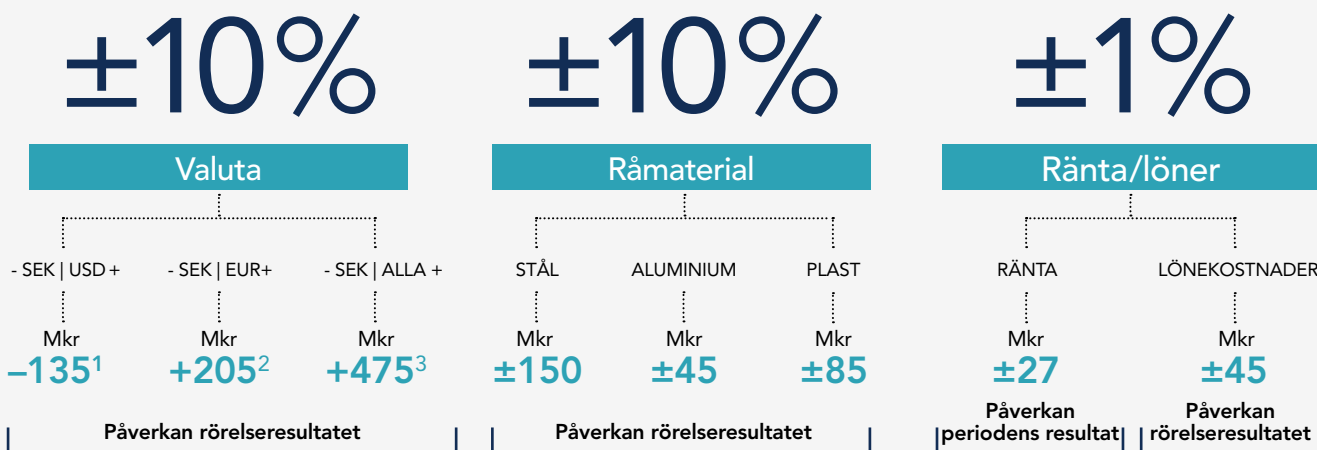 ±10%
Valuta
- SEK | USD +
- SEK | EUR+
- SEK | ALLA +
Mkr
–135¹
Mkr
+205²
Mkr
+475³
Påverkan rörelseresultatet
±10%
Råmaterial
STÅL
ALUMINIUM
PLAST
Mkr
±150
Mkr
±45
Mkr
±85
Påverkan rörelseresultatet
±1%
Ränta/löner
RÄNTA
LÖNEKOSTNADER
Mkr
±27
Mkr
±45
Påverkan
periodens resultat
Påverkan
rörelseresultatet